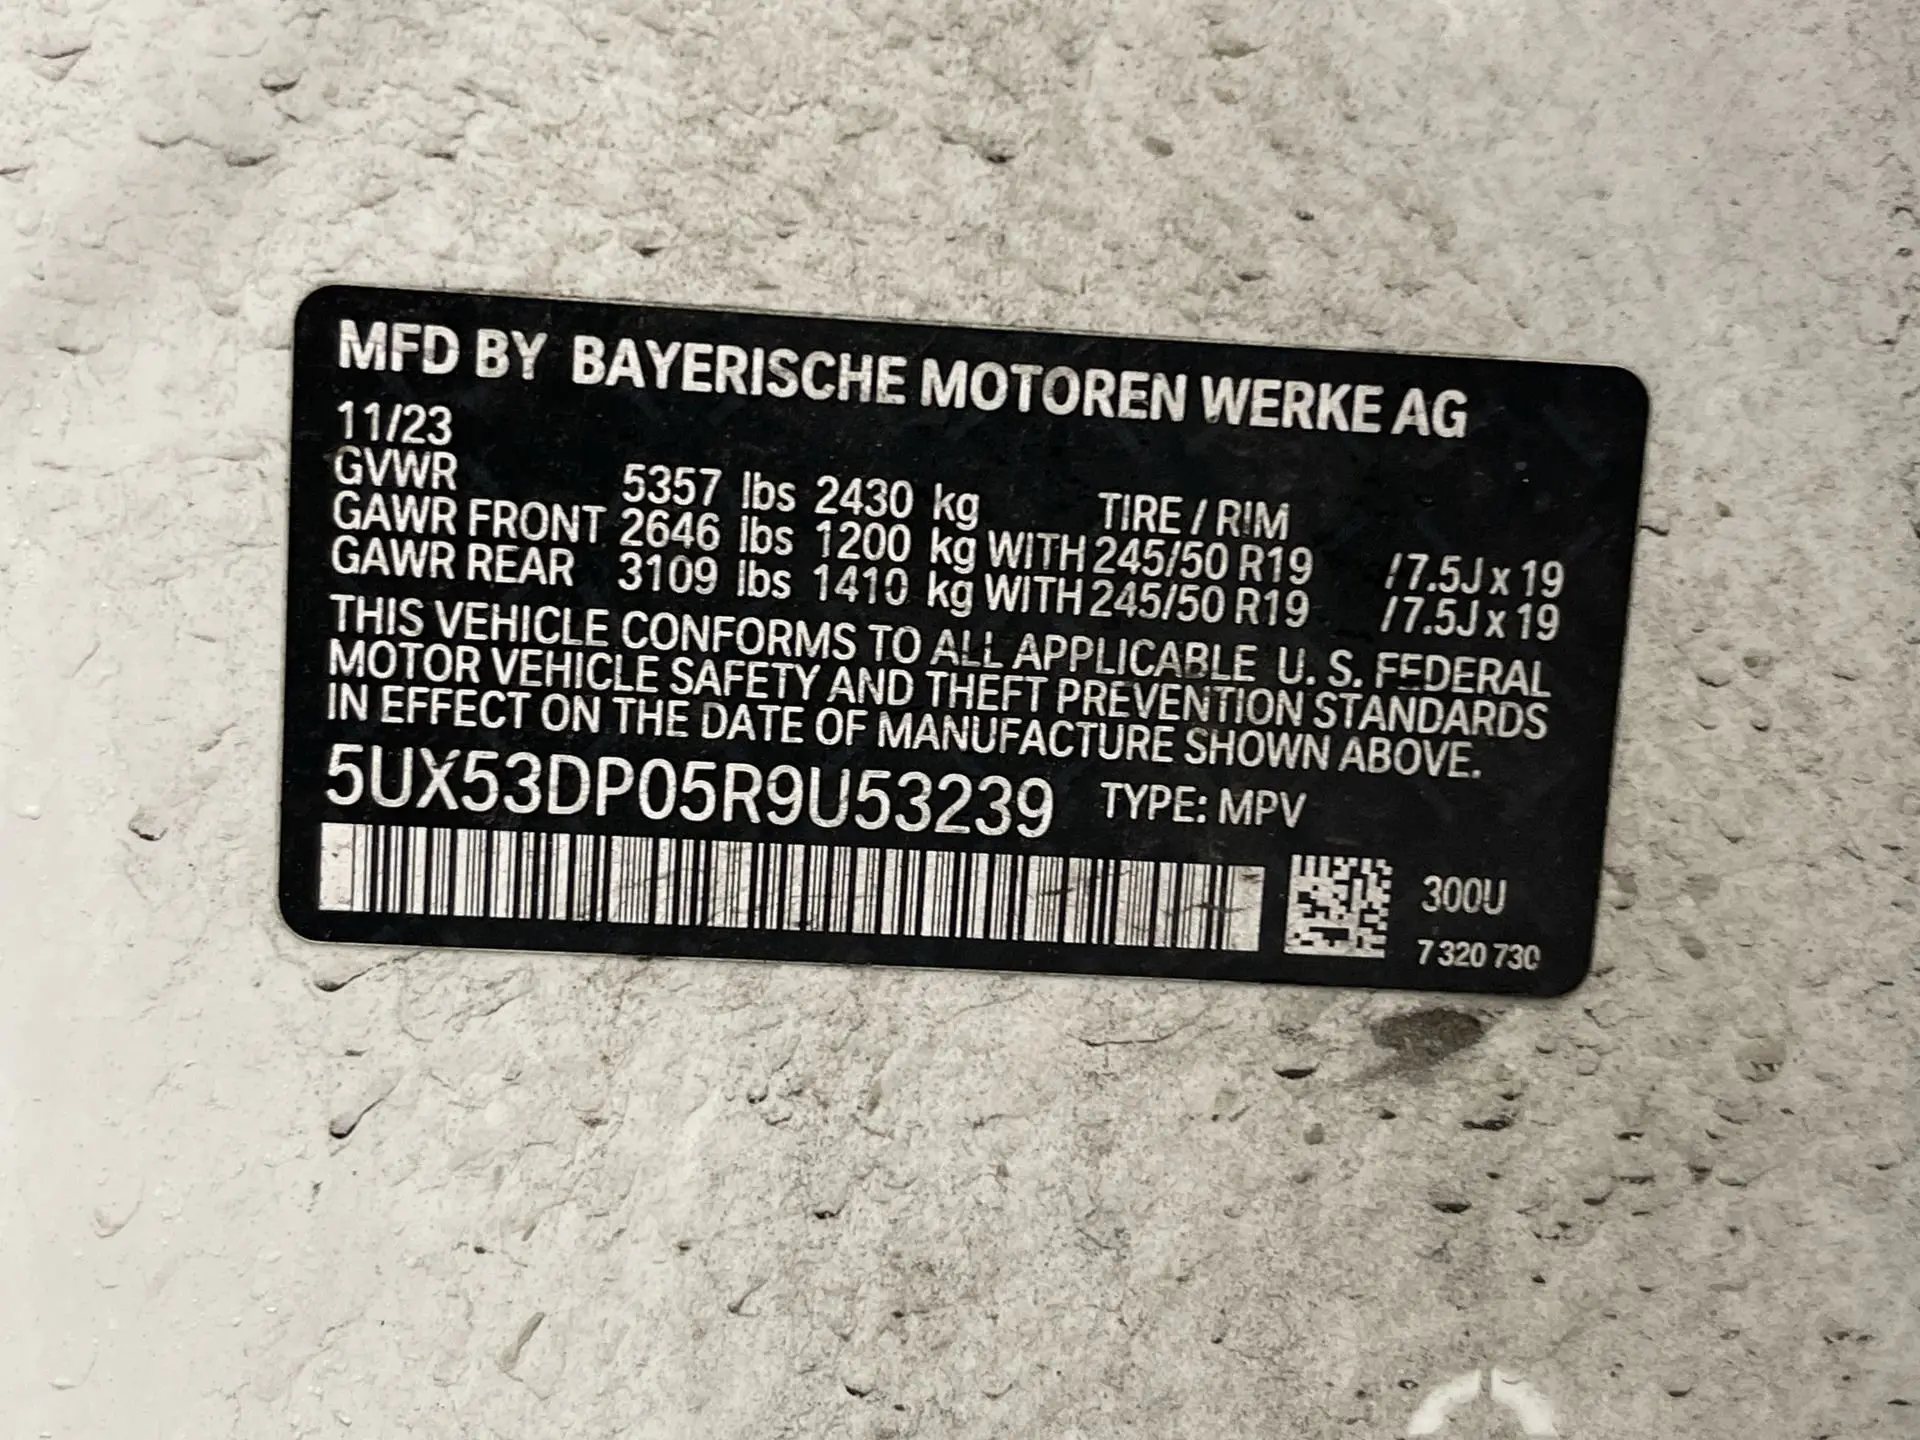 MFD BY BAYERISCHE MOTOREN WERKE AG
11/23
GVWR 5357 lbs 2430 kg TIRE / RIM
GAWR FRONT 2646 lbs 1200 kg WITH 245/50 R19 /7.5J x 19
GAWR REAR 3109 lbs 1410 kg WITH 245/50 R19 /7.5J x 19
THIS VEHICLE CONFORMS TO ALL APPLICABLE U. S. FEDERAL
MOTOR VEHICLE SAFETY AND THEFT PREVENTION STANDARDS
IN EFFECT ON THE DATE OF MANUFACTURE SHOWN ABOVE.
5UX53DP05R9U53239 TYPE: MPV
300U
7 320 730